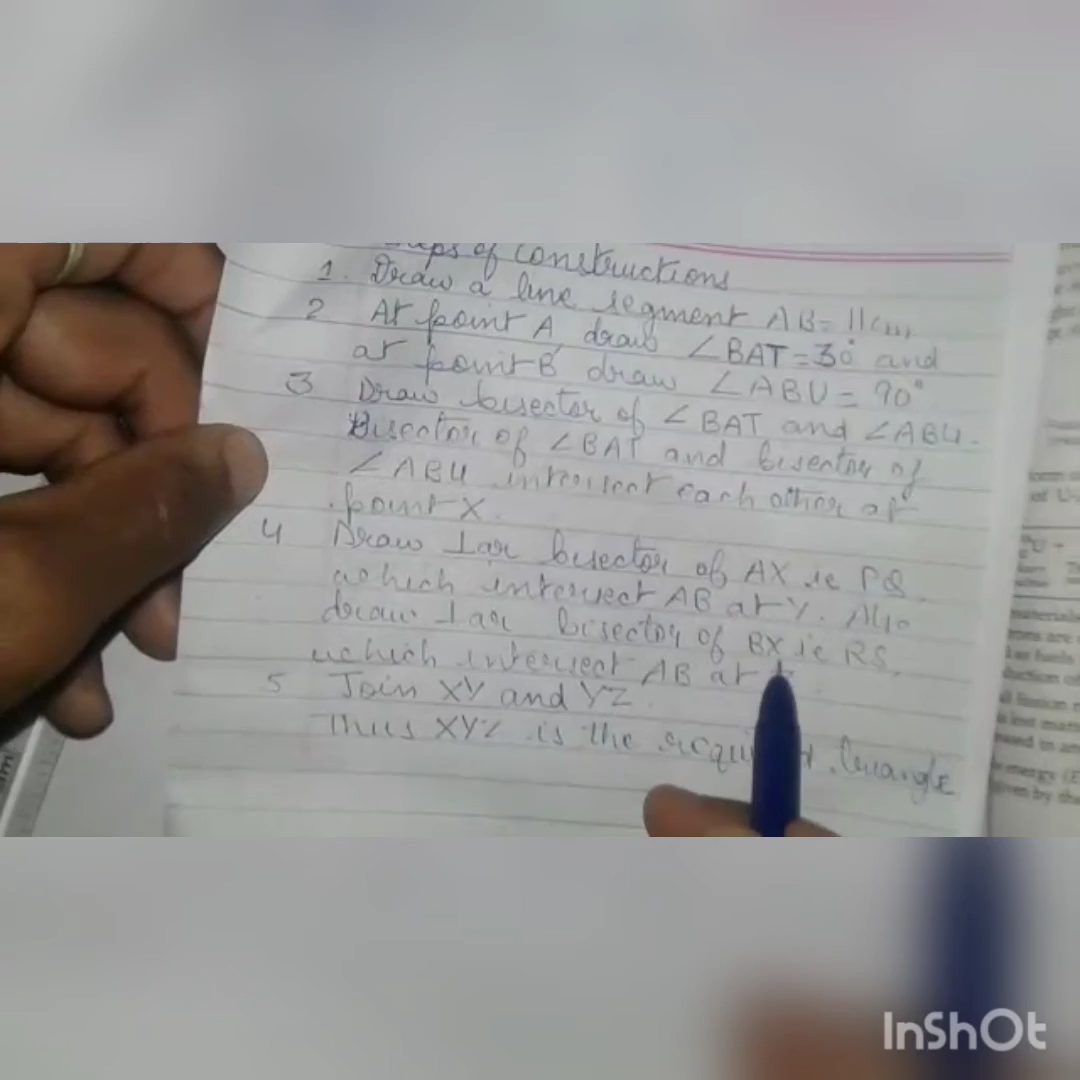 Steps of constructions
1. Draw a line segment AB = 11cm,
2 At point A, draw ∠BAT = 30° and
at point B draw ∠ABU = 90°
3 Draw bisector of ∠BAT and ∠ABU.
Bisector of ∠BAT and bisector of
∠ABU intersect each other at
point X.
4 Draw ⊥ar bisector of AX ie PQ
which intersect AB at Y. Also
draw ⊥ar bisector of BX ie RS
which intersect AB at
5 Join XY and YZ.
Thus XYZ is the required triangle
InShOt